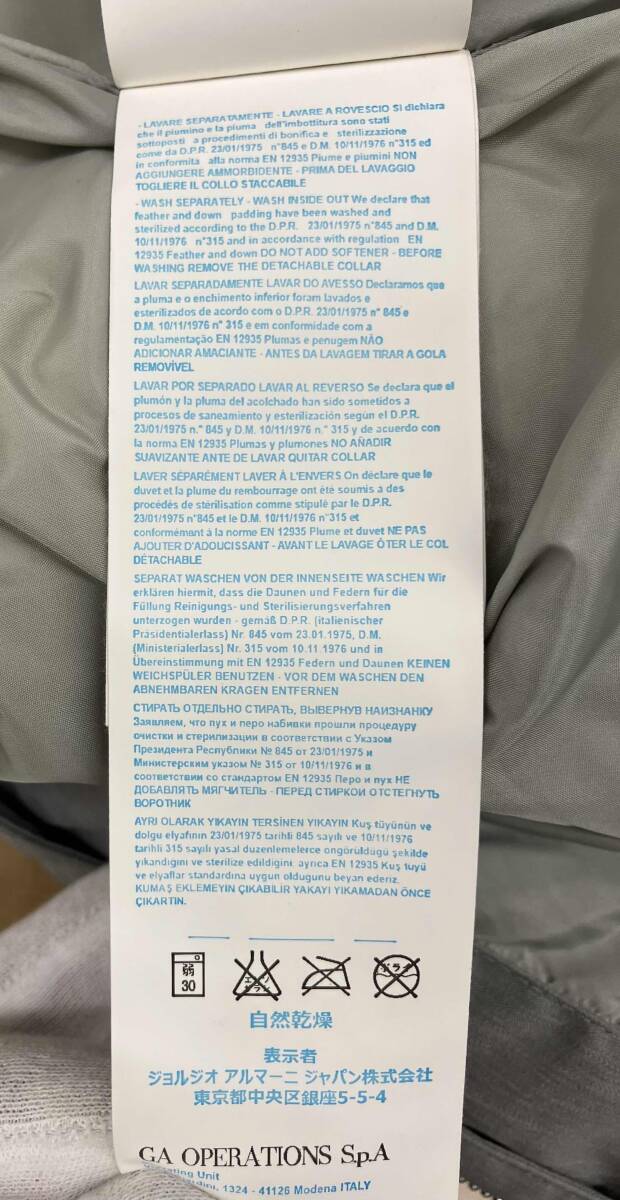 - LAVARE SEPARATAMENTE - LAVARE A ROVESCIO Si dichiara
che il piumino e la piuma dell'imbottitura sono stati
sottoposti a procedimenti di bonifica e sterilizzazione
come da D.P.R. 23/01/1975 n°845 e D.M. 10/11/1976 n°315 ed
in conformita alla norma EN 12935 Piume e piumini NON
AGGIUNGERE AMMORBIDENTE - PRIMA DEL LAVAGGIO
TOGLIERE IL COLLO STACCABILE
- WASH SEPARATELY - WASH INSIDE OUT We declare that
feather and down padding have been washed and
sterilized according to the D.P.R. 23/01/1975 n°845 and D.M.
10/11/1976 n°315 and in accordance with regulation EN
12935 Feather and down DO NOT ADD SOFTENER - BEFORE
WASHING REMOVE THE DETACHABLE COLLAR
LAVAR SEPARADAMENTE LAVAR DO AVESSO Declaramos que
a pluma e o enchimento inferior foram lavados e
esterilizados de acordo com o D.P.R. 23/01/1975 n° 845 e
D.M. 10/11/1976 n° 315 e em conformidade com a
regulamentação EN 12935 Plumas e penugem NÃO
ADICIONAR AMACIANTE - ANTES DA LAVAGEM TIRAR A GOLA
REMOVÍVEL
LAVAR POR SEPARADO LAVAR AL REVERSO Se declara que el
plumón y la pluma del acolchado han sido sometidos a
procesos de saneamiento y esterilización según el D.P.R.
23/01/1975 n.° 845 y D.M. 10/11/1976 n.° 315 y de acuerdo con
la norma EN 12935 Plumas y plumones NO AÑADIR
SUAVIZANTE ANTE DE LAVAR QUITAR COLLAR
LAVER SÉPARÉMENT LAVER À L'ENVERS On déclare que le
duvet et la plume du rembourrage ont été soumis à des
procédés de stérilisation comme stipulé par le D.P.R.
23/01/1975 n°845 et le D.M. 10/11/1976 n°315 et
conformément à la norme EN 12935 Plume et duvet NE PAS
AJOUTER D'ADOUCISSANT - AVANT LE LAVAGE ÔTER LE COL
DÉTACHABLE
SEPARAT WASCHEN VON DER INNENSEITE WASCHEN Wir
erklären hiermit, dass die Daunen und Federn für die
Füllung Reinigungs- und Sterilisierungsverfahren
unterzogen wurden - gemäß D.P.R. (italienischer
Präsidentialerlass) Nr. 845 vom 23.01.1975, D.M.
(Ministerialerlass) Nr. 315 vom 10.11.1976 und in
Übereinstimmung mit EN 12935 Federn und Daunen KEINEN
WEICHSPÜLER BENUTZEN - VOR DEM WASCHEN DEN
ABNEHMBAREN KRAGEN ENTFERNEN
СТИРАТЬ ОТДЕЛЬНО СТИРАТЬ, ВЫВЕРНУВ НАИЗНАНКУ
Заявляем, что пух и перо набивки прошли процедуру
очистки и стерилизации в соответствии с Указом
Президента Республики № 845 от 23/01/1975 и
Министерским указом № 315 от 10/11/1976 и в
соответствии со стандартом EN 12935 Перо и пух НЕ
ДОБАВЛЯТЬ МЯГЧИТЕЛЬ - ПЕРЕД СТИРКОЙ ОТСТЕГНУТЬ
ВОРОТНИК
AYRI OLARAK YIKAYIN TERSİNEN YIKAYIN Kuş tüyünün ve
dolgu elyafının 23/01/1975 tarihli 845 sayılı ve 10/11/1976
tarihli 315 sayılı yasal duzenlemelerce öngörüldügü şekilde
yıkandıgını ve sterilize edildigini, ayrıca EN 12935 Kuş tuyü
ve elyaflar standardına uygun oldugunu beyan ederiz.
KUMAŞ EKLEMEYİN ÇIKABİLİR YAKAYI YIKAMADAN ÖNCE
ÇIKARTIN.
弱
30
エンソ
サラシ
ドライ
自然乾燥
表示者
ジョルジオ アルマーニ ジャパン株式会社
東京都中央区銀座5-5-4
GA OPERATIONS S.p.A
Unit
1324 - 41126 Modena ITALY